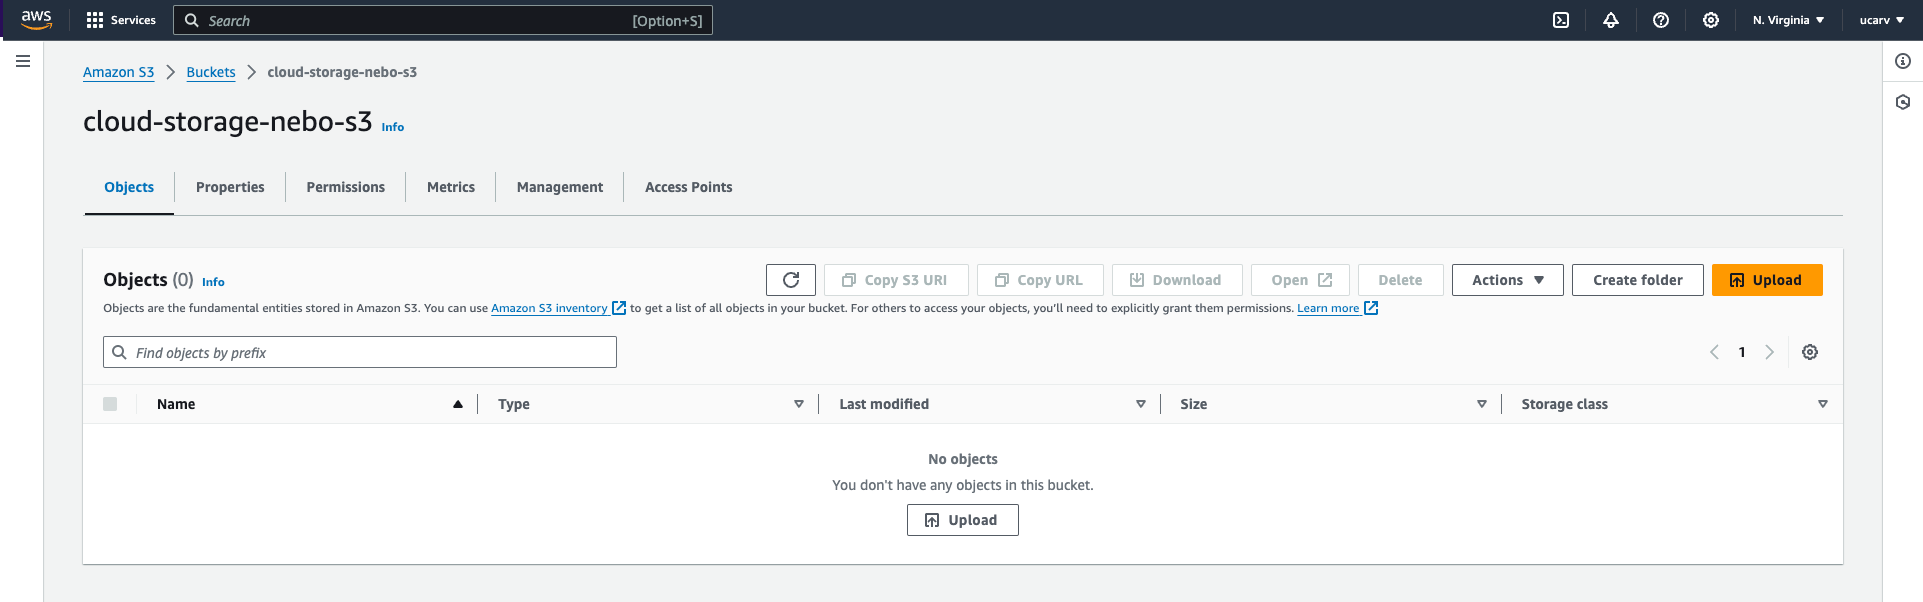 aws Services Search [Option+S] N. Virginia ucarv
Amazon S3 Buckets cloud-storage-nebo-s3
cloud-storage-nebo-s3 Info
Objects Properties Permissions Metrics Management Access Points
Objects (0) Info Copy S3 URI Copy URL Download Open Delete Actions Create folder Upload
Objects are the fundamental entities stored in Amazon S3. You can use Amazon S3 inventory to get a list of all objects in your bucket. For others to access your objects, you'll need to explicitly grant them permissions. Learn more
Find objects by prefix 1
Name Type Last modified Size Storage class
No objects
You don't have any objects in this bucket.
Upload